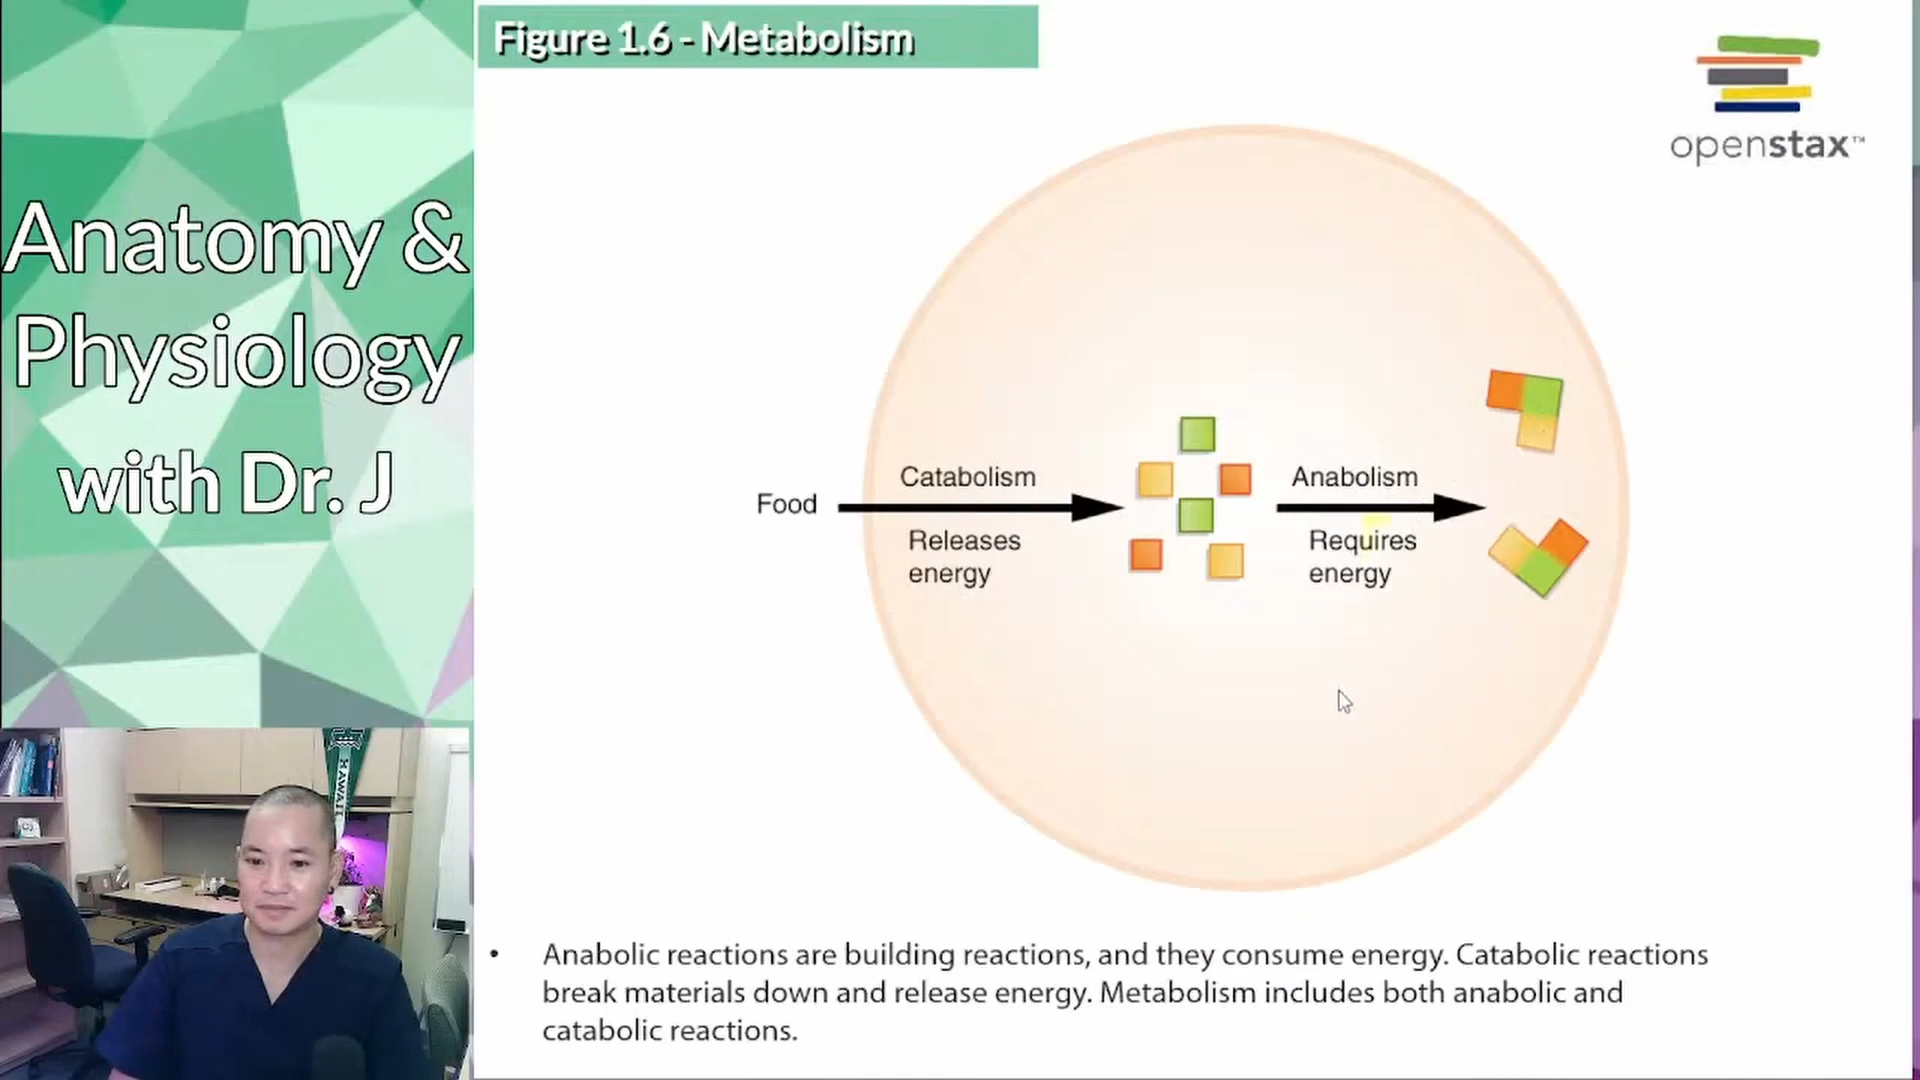 Figure 1.6 - Metabolism
openstax™
Anatomy &
Physiology
with Dr. J
Food
Catabolism
Releases
energy
Anabolism
Requires
energy
HAWAI
• Anabolic reactions are building reactions, and they consume energy. Catabolic reactions
break materials down and release energy. Metabolism includes both anabolic and
catabolic reactions.